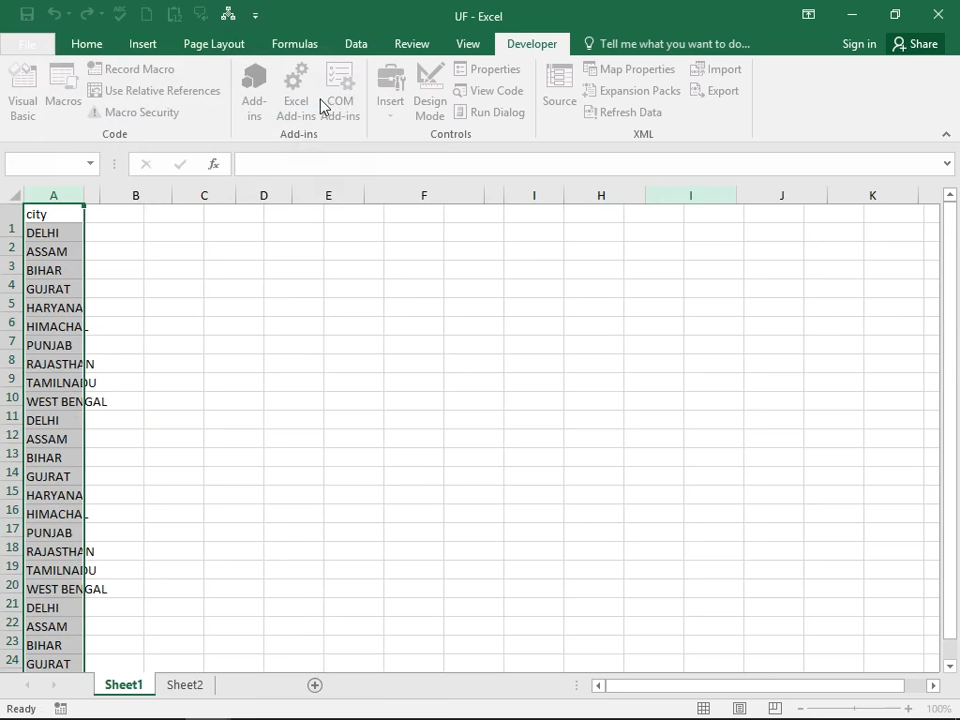 UF - Excel
File Home Insert Page Layout Formulas Data Review View Developer Tell me what you want to do... Sign in Share
Visual Basic
Macros
Record Macro
Use Relative References
Macro Security
Code
Add-ins
Excel Add-ins
COM Add-ins
Add-ins
Insert
Design Mode
Properties
View Code
Run Dialog
Controls
Source
Map Properties
Expansion Packs
Refresh Data
Import
Export
XML
fx
A B C D E F I H I J K
city
1 DELHI
2 ASSAM
3 BIHAR
4 GUJRAT
5 HARYANA
6 HIMACHAL
7 PUNJAB
8 RAJASTHAN
9 TAMILNADU
10 WEST BENGAL
11 DELHI
12 ASSAM
13 BIHAR
14 GUJRAT
15 HARYANA
16 HIMACHAL
17 PUNJAB
18 RAJASTHAN
19 TAMILNADU
20 WEST BENGAL
21 DELHI
22 ASSAM
23 BIHAR
24 GUJRAT
Sheet1 Sheet2
Ready 100%